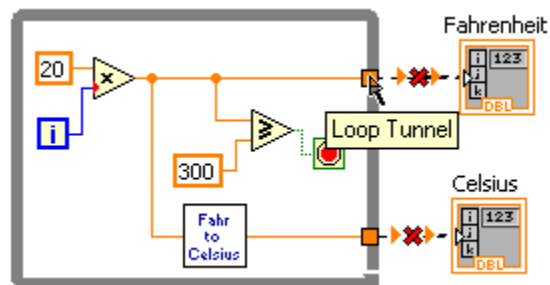 Fahrenheit
20
×
i
i
123
j
k
DBL
≥
Loop Tunnel
300
Celsius
Fahr
to
Celsius
i
123
j
k
DBL